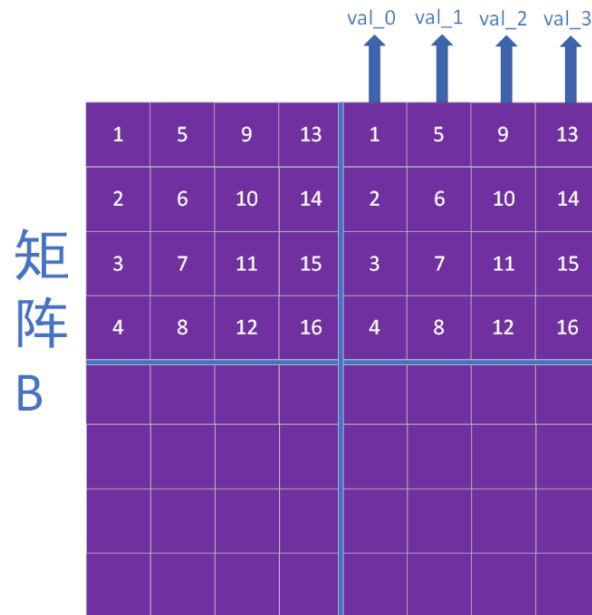 val_0 val_1 val_2 val_3
1 5 9 13 1 5 9 13
2 6 10 14 2 6 10 14
3 7 11 15 3 7 11 15
4 8 12 16 4 8 12 16
矩
阵
B